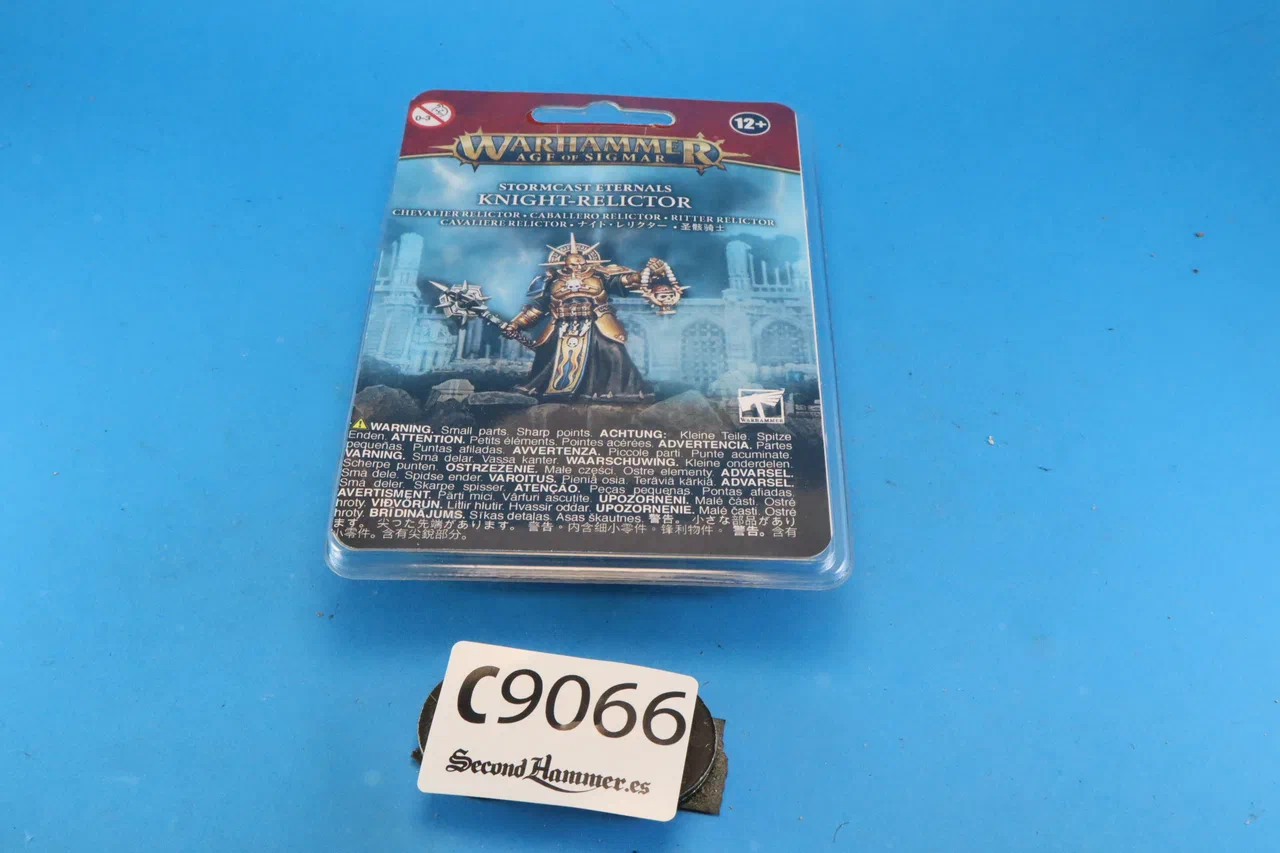 0-3
12+
WARHAMMER
AGE OF SIGMAR
STORMCAST ETERNALS
KNIGHT-RELICTOR
CHEVALIER RELICTOR • CABALLERO RELICTOR • RITTER RELICTOR
CAVALIERE RELICTOR • ナイト・レリクター • 圣骸骑士
WARHAMMER
WARNING. Small parts. Sharp points. ACHTUNG: Kleine Teile. Spitze
Enden. ATTENTION. Petits éléments. Pointes acérées. ADVERTENCIA. Partes
pequeñas. Puntas afiladas. AVVERTENZA. Piccole parti. Punte acuminate.
VARNING. Små delar. Vassa kanter. WAARSCHUWING. Kleine onderdelen.
Scherpe punten. OSTRZEŻENIE. Małe części. Ostre elementy. ADVARSEL.
Små dele. Spidse ender. VAROITUS. Pieniä osia. Teräviä kärkiä. ADVARSEL.
Små deler. Skarpe spisser. ATENÇÃO. Peças pequenas. Pontas afiadas.
AVERTISMENT. Părți mici. Vârfuri ascuțite. UPOZORNĚNÍ. Malé části. Ostré
hroty. VIÐVÖRUN. Litlir hlutir. Hvassir oddar. UPOZORNENIE. Malé časti. Ostré
hroty. BRĪDINĀJUMS. Sīkas detaļas. Asas šķautnes. 警告。 小さな部品があり
ます。 尖った先端があります。 警告。内含细小零件。锋利物件。 警告。含有
小零件。含有尖銳部分。
C9066
SecondHammer.es